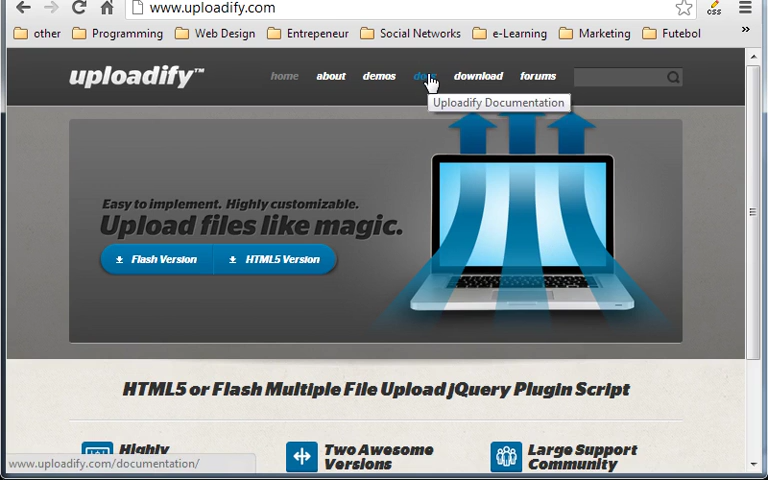 www.uploadify.com
css
other
Programming
Web Design
Entrepeneur
Social Networks
e-Learning
Marketing
Futebol
»
uploadify™
home
about
demos
docs
download
forums
Uploadify Documentation
Easy to implement. Highly customizable.
Upload files like magic.
Flash Version
HTML5 Version
HTML5 or Flash Multiple File Upload jQuery Plugin Script
Highly
Two Awesome
Versions
Large Support
Community
www.uploadify.com/documentation/